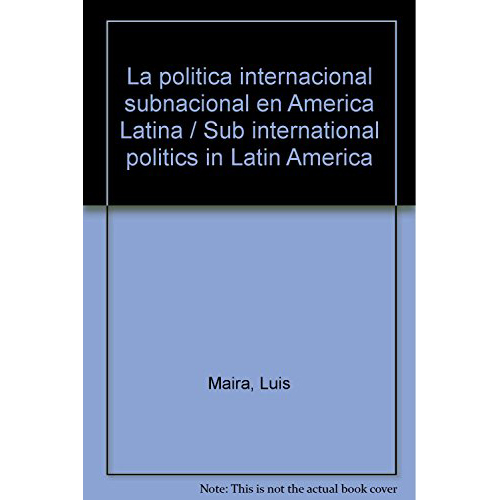 La politica internacional
subnacional en America
Latina / Sub international
politics in Latin America
Maira, Luis
Note: This is not the actual book cover